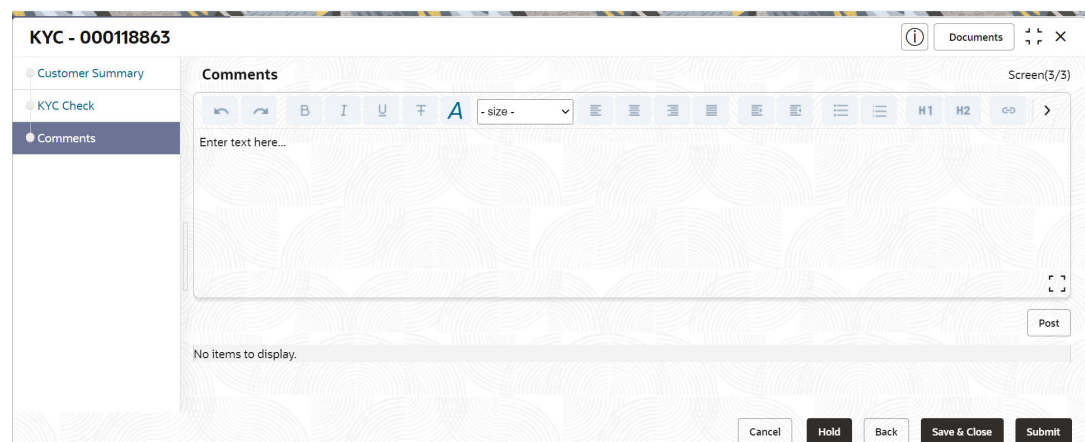 KYC - 000118863
Documents
Customer Summary
KYC Check
Comments
Comments
Screen(3/3)
B I U T A - size - H1 H2
Enter text here...
Post
No items to display.
Cancel Hold Back Save & Close Submit